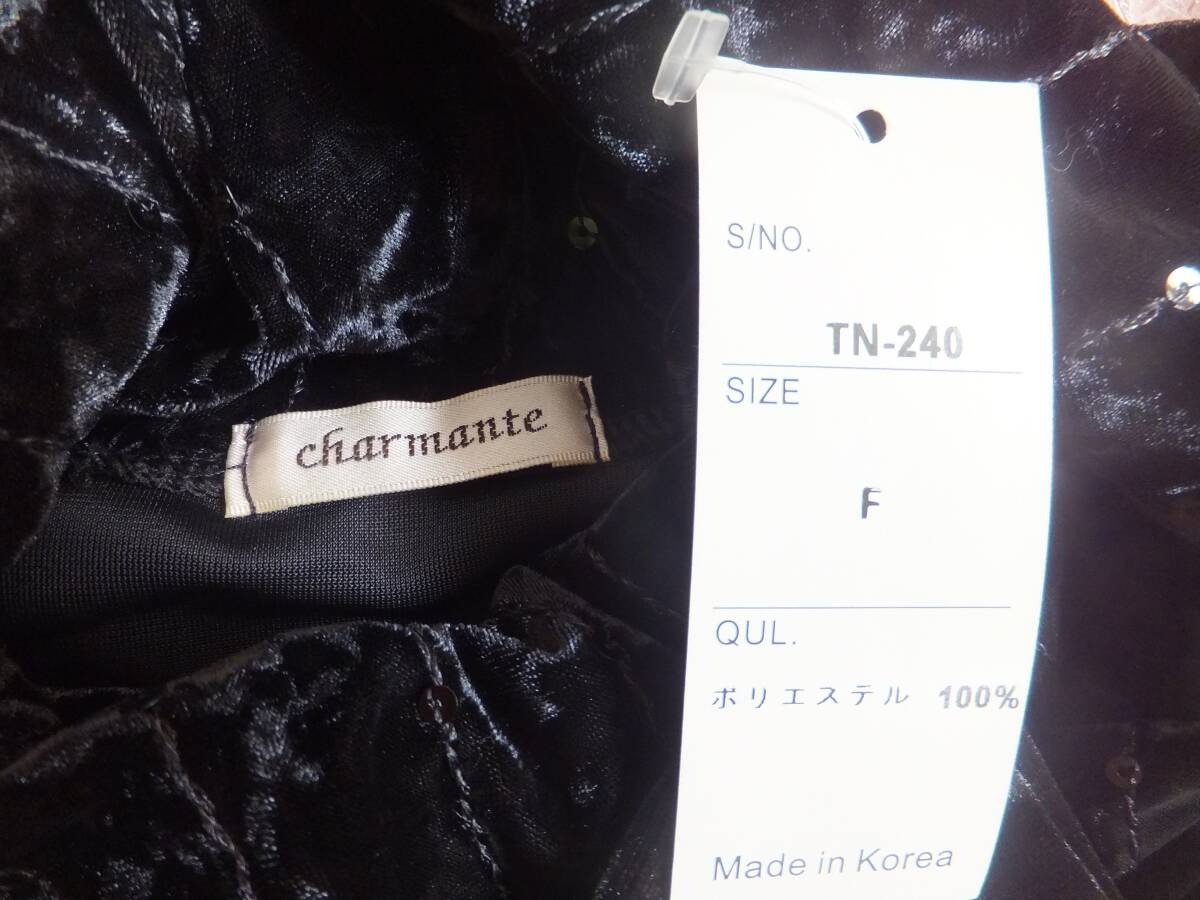 charmante
S/NO.
TN-240
SIZE
F
QUL.
ポリエステル 100%
Made in Korea